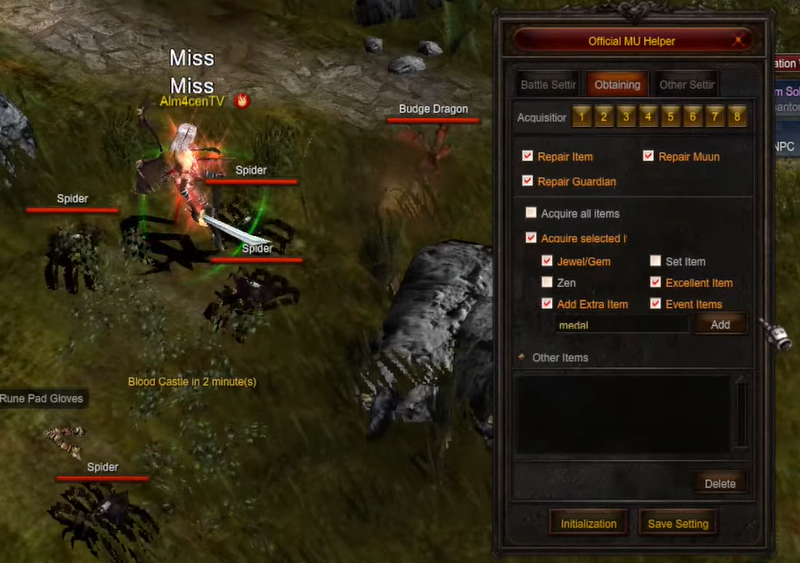 Miss
Miss
Alm4cenTV
Budge Dragon
Spider
Spider
Spider
Blood Castle in 2 minute(s)
Rune Pad Gloves
Spider
Official MU Helper
Battle Settir
Obtaining
Other Settir
Acquisitior
1 2 3 4 5 6 7 8
Repair Item
Repair Muun
Repair Guardian
Acquire all items
Acquire selected i
Jewel/Gem
Set Item
Zen
Excellent Item
Add Extra Item
Event Items
medal
Add
Other Items
Delete
Initialization
Save Setting
ation
m Sol
hantom
NPC